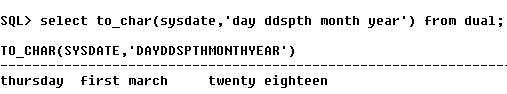 SQL> select to_char(sysdate,'day ddspth month year') from dual;
TO_CHAR(SYSDATE,'DAYDDSPTHMONTHYEAR')
--------------------------------------------------------------------------------
thursday  first march     twenty eighteen